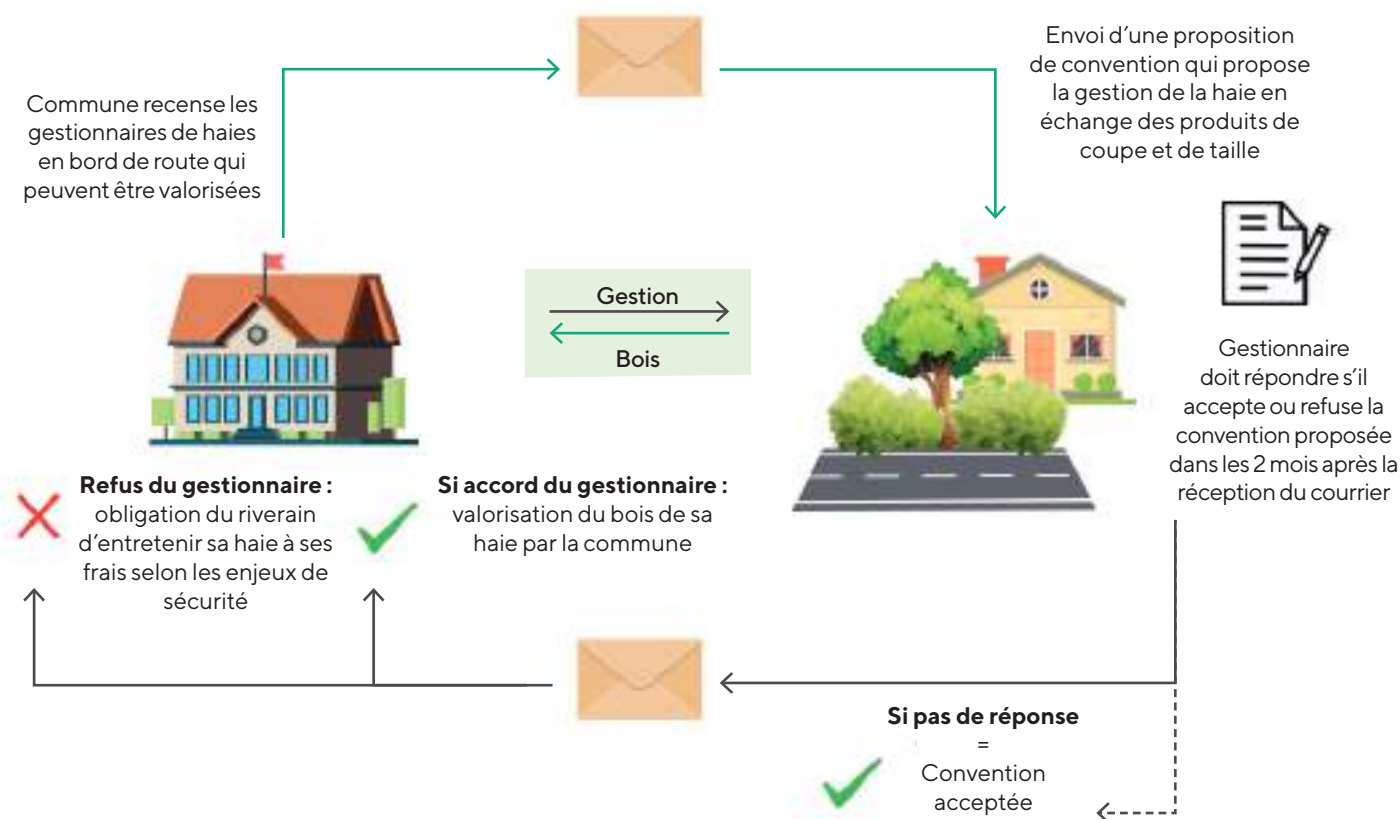 Commune recense les
gestionnaires de haies
en bord de route qui
peuvent être valorisées
Envoi d’une proposition
de convention qui propose
la gestion de la haie en
échange des produits de
coupe et de taille
Gestion
Bois
Gestionnaire
doit répondre s’il
accepte ou refuse la
convention proposée
dans les 2 mois après la
réception du courrier
Refus du gestionnaire :
obligation du riverain
d’entretenir sa haie à ses
frais selon les enjeux de
sécurité
Si accord du gestionnaire :
valorisation du bois de sa
haie par la commune
Si pas de réponse
=
Convention
acceptée